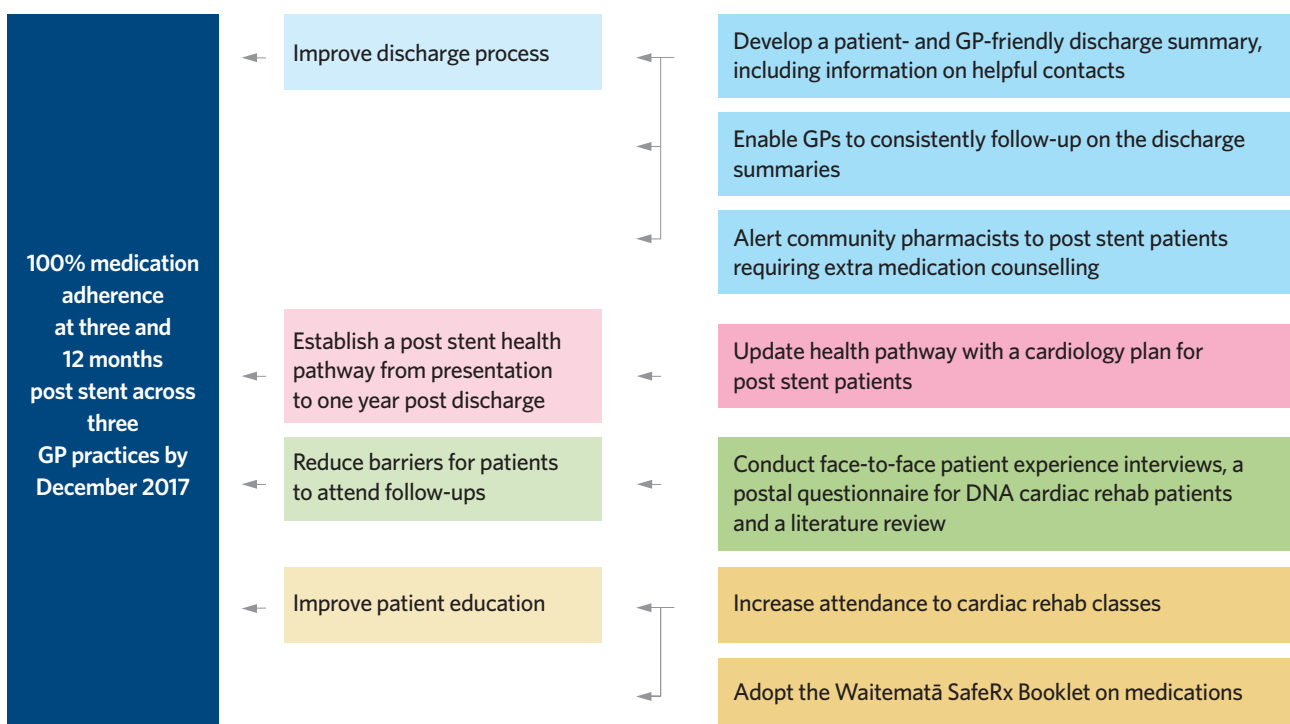 100% medication
adherence
at three and
12 months
post stent across
three
GP practices by
December 2017
Improve discharge process
Develop a patient- and GP-friendly discharge summary,
including information on helpful contacts
Enable GPs to consistently follow-up on the discharge
summaries
Alert community pharmacists to post stent patients
requiring extra medication counselling
Establish a post stent health
pathway from presentation
to one year post discharge
Update health pathway with a cardiology plan for
post stent patients
Reduce barriers for patients
to attend follow-ups
Conduct face-to-face patient experience interviews, a
postal questionnaire for DNA cardiac rehab patients
and a literature review
Improve patient education
Increase attendance to cardiac rehab classes
Adopt the Waitematā SafeRx Booklet on medications